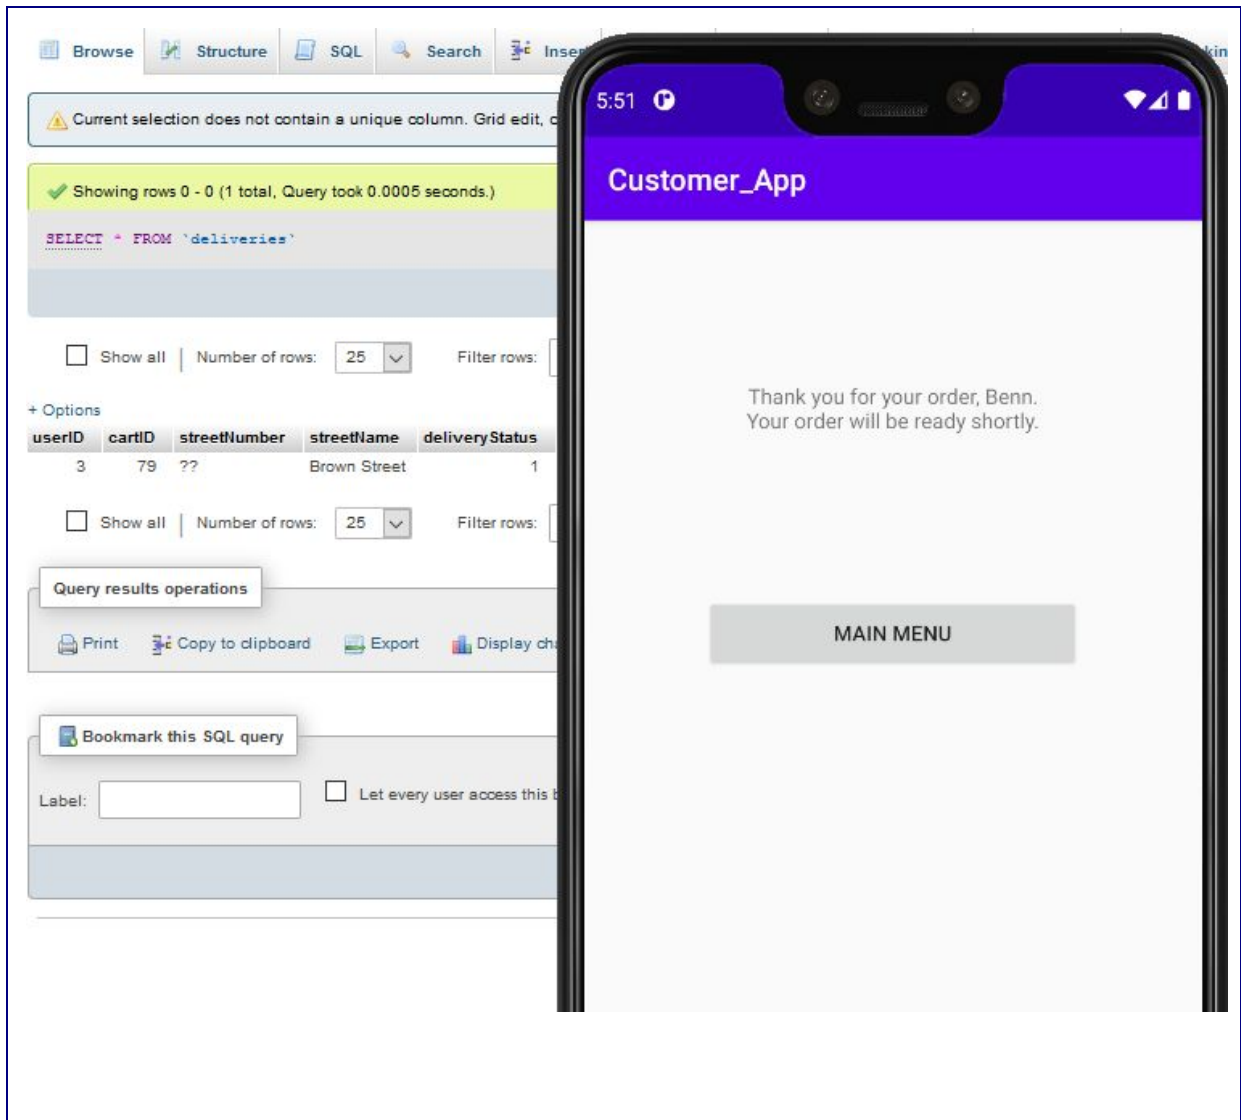 Browse Structure SQL Search Insert
Current selection does not contain a unique column. Grid edit,
Showing rows 0 - 0 (1 total, Query took 0.0005 seconds.)
SELECT * FROM `deliveries`
Show all | Number of rows: 25 Filter rows:
+ Options
userID cartID streetNumber streetName deliveryStatus
3 79 ?? Brown Street 1
Show all | Number of rows: 25 Filter rows:
Query results operations
Print Copy to clipboard Export Display
Bookmark this SQL query
Label: Let every user access this
5:51
Customer_App
Thank you for your order, Benn.
Your order will be ready shortly.
MAIN MENU